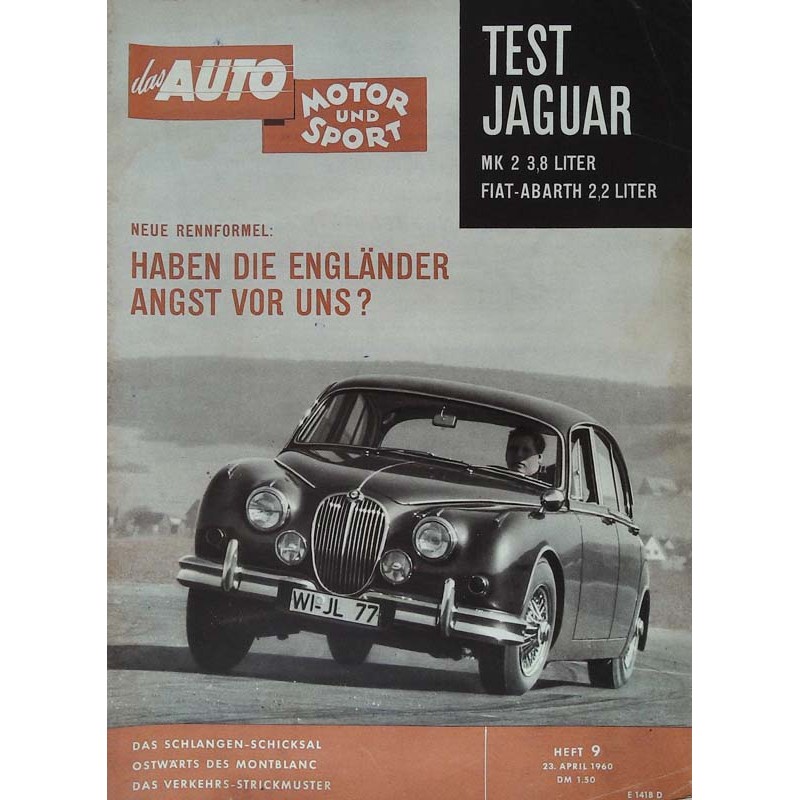 das AUTO
MOTOR
UND
SPORT
TEST
JAGUAR
MK 2 3,8 LITER
FIAT-ABARTH 2,2 LITER
NEUE RENNFORMEL:
HABEN DIE ENGLÄNDER
ANGST VOR UNS?
WI-JL 77
DAS SCHLANGEN-SCHICKSAL
OSTWÄRTS DES MONTBLANC
DAS VERKEHRS-STRICKMUSTER
HEFT 9
23. APRIL 1960
DM 1.50
E 1418 D